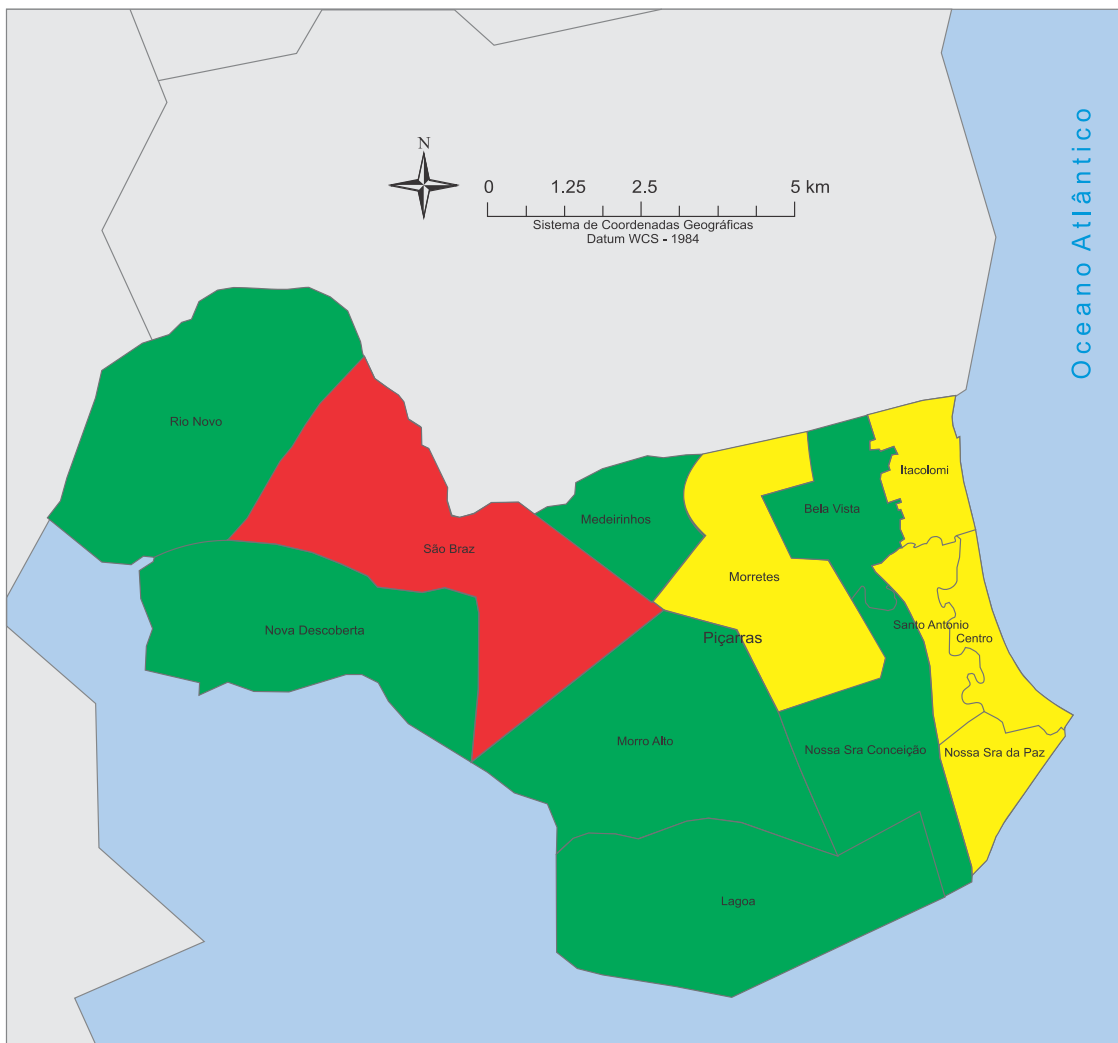 N
0 1.25 2.5 5 km
Sistema de Coordenadas Geográficas
Datum WCS - 1984
Oceano Atlântico
Rio Novo
Itacolomi
Bela Vista
Medeirinhos
São Braz
Morretes
Santo Antonio
Nova Descoberta
Piçarras
Centro
Morro Alto
Nossa Sra Conceição
Nossa Sra da Paz
Lagoa